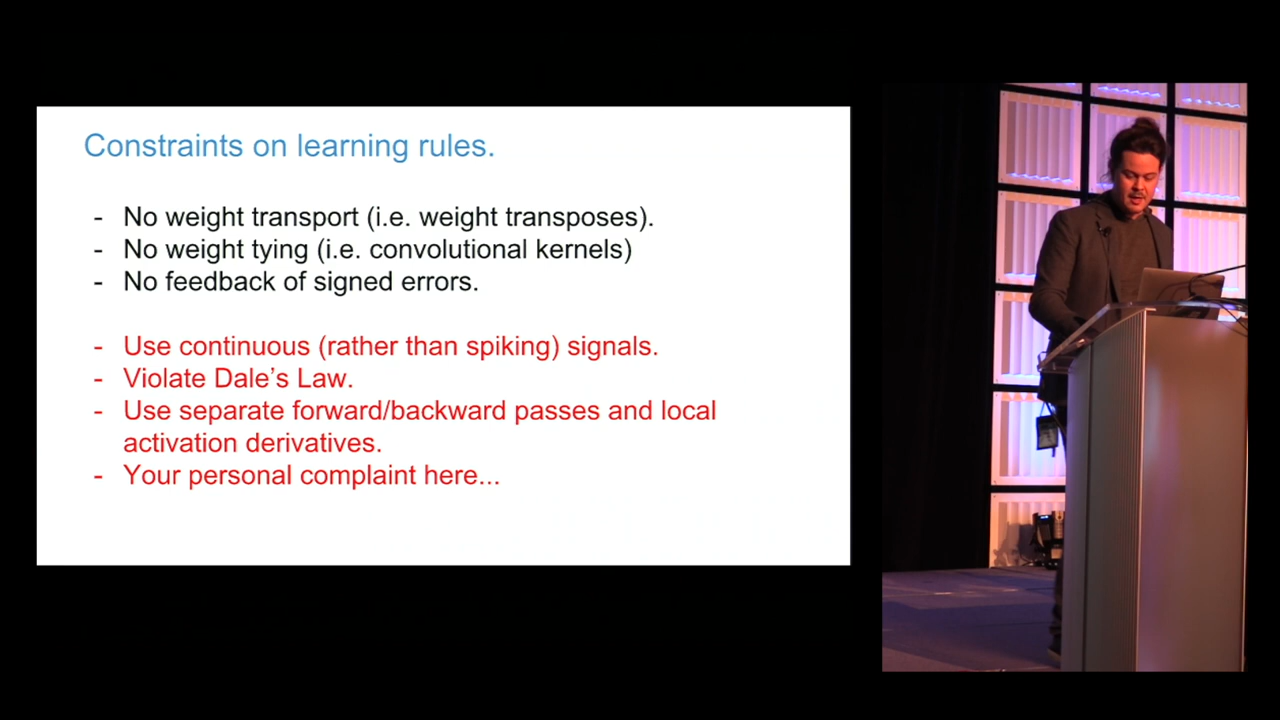 Constraints on learning rules.
- No weight transport (i.e. weight transposes).
- No weight tying (i.e. convolutional kernels)
- No feedback of signed errors.
- Use continuous (rather than spiking) signals.
- Violate Dale's Law.
- Use separate forward/backward passes and local
activation derivatives.
- Your personal complaint here...